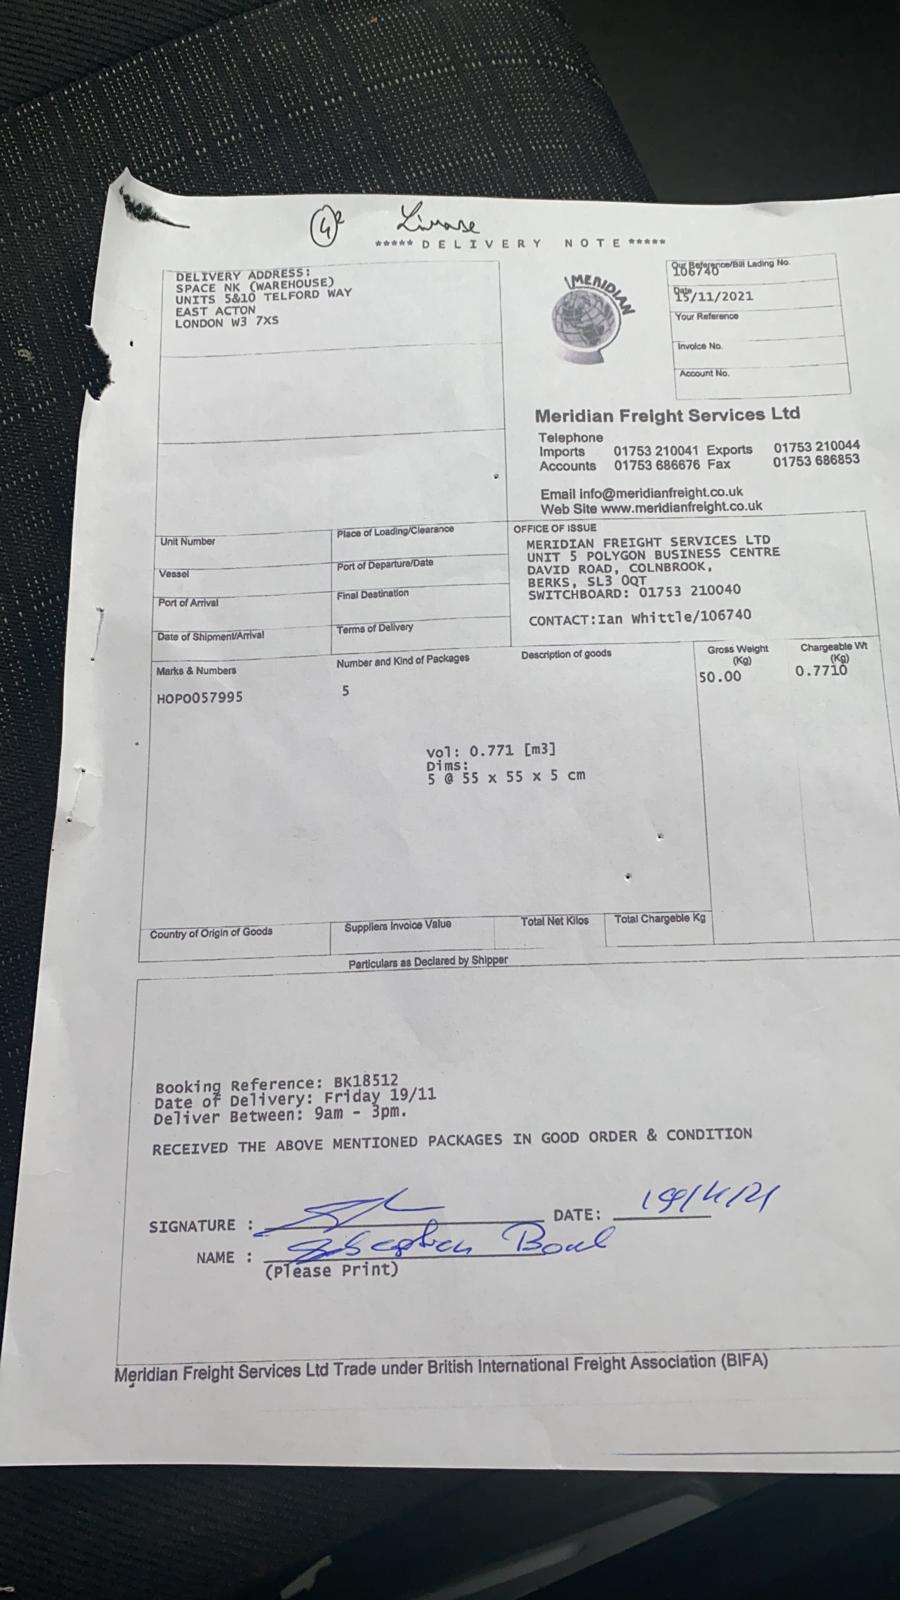 4
***** DELIVERY NOTE *****
DELIVERY ADDRESS:
SPACE NK (WAREHOUSE)
UNITS 5&10 TELFORD WAY
EAST ACTON
LONDON W3 7XS
MERIDIAN
Our Reference/Bill Lading No.
106740
Date
15/11/2021
Your Reference
Invoice No.
Account No.
Meridian Freight Services Ltd
Telephone
Imports 01753 210041 Exports 01753 210044
Accounts 01753 686676 Fax 01753 686853
Email info@meridianfreight.co.uk
Web Site www.meridianfreight.co.uk
Unit Number
Place of Loading/Clearance
Vessel
Port of Departure/Date
Port of Arrival
Final Destination
Date of Shipment/Arrival
Terms of Delivery
OFFICE OF ISSUE
MERIDIAN FREIGHT SERVICES LTD
UNIT 5 POLYGON BUSINESS CENTRE
DAVID ROAD, COLNBROOK,
BERKS, SL3 0QT
SWITCHBOARD: 01753 210040
CONTACT:Ian Whittle/106740
Marks & Numbers
Number and Kind of Packages
Description of goods
Gross Weight (Kg)
Chargeable Wt (Kg)
HOPO057995 5 50.00 0.7710
Vol: 0.771 [m3]
Dims:
5 @ 55 x 55 x 5 cm
Country of Origin of Goods
Suppliers Invoice Value
Total Net Kilos
Total Chargeable Kg
Particulars as Declared by Shipper
Booking Reference: BK18512
Date of Delivery: Friday 19/11
Deliver Between: 9am - 3pm.
RECEIVED THE ABOVE MENTIONED PACKAGES IN GOOD ORDER & CONDITION
SIGNATURE : DATE: 19/11/21
NAME :
(Please Print)
Meridian Freight Services Ltd Trade under British International Freight Association (BIFA)